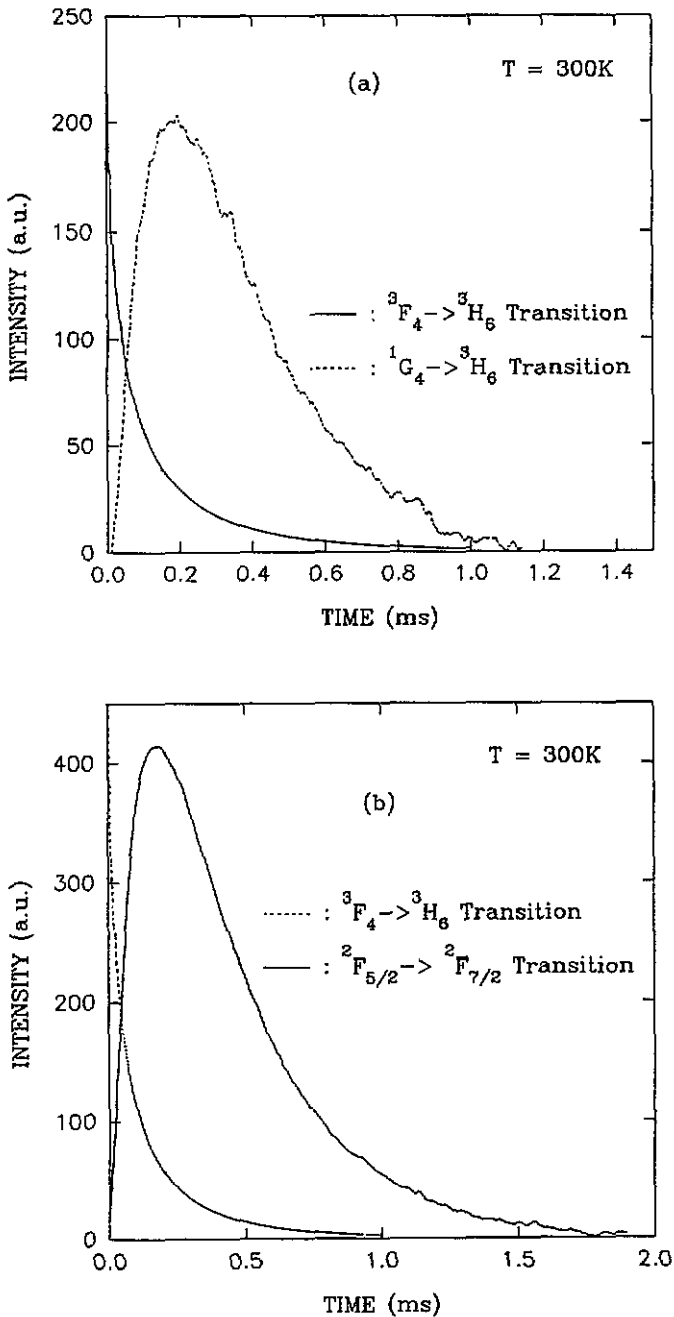 250
200
150
100
50
0
INTENSITY (a.u.)
(a)
T = 300K
: ³F₄->³H₆ Transition
: ¹G₄->³H₆ Transition
0.0 0.2 0.4 0.6 0.8 1.0 1.2 1.4
TIME (ms)
400
300
200
100
0
INTENSITY (a.u.)
T = 300K
(b)
: ³F₄->³H₆ Transition
: ²F₅/₂-> ²F₇/₂ Transition
0.0 0.5 1.0 1.5 2.0
TIME (ms)